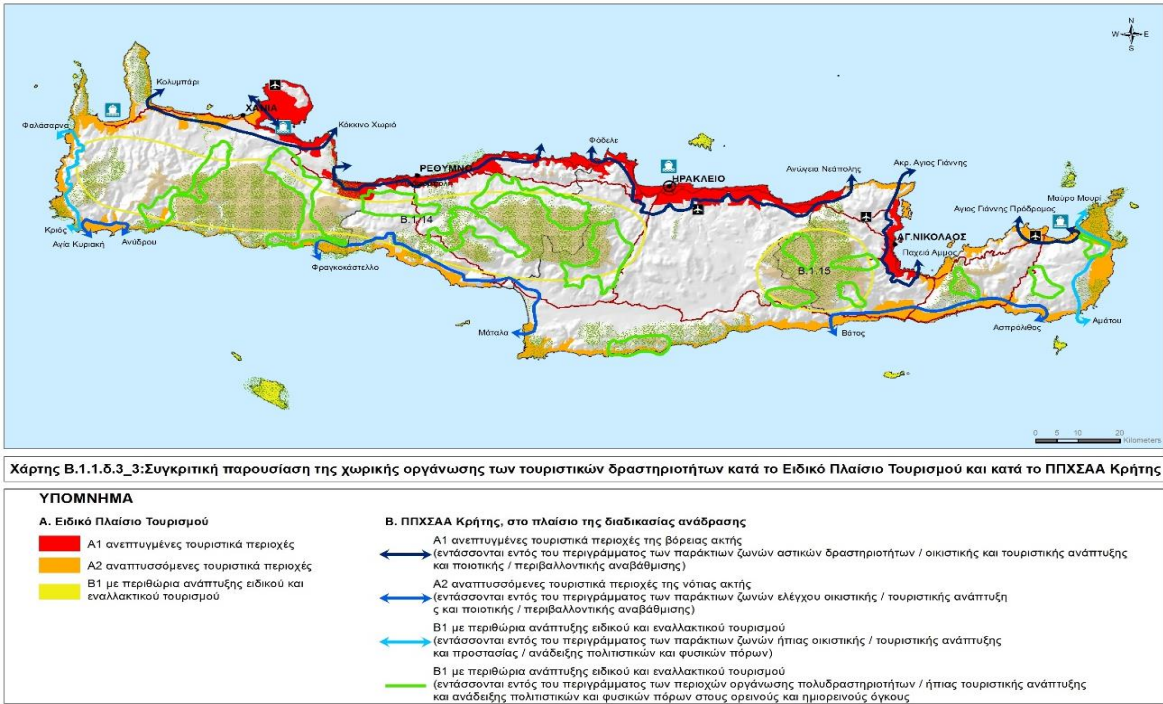 N
W E
S
Κολυμπάρι
ΧΑΝΙΑ
Φαλάσαρνα
Κόκκινο Χωριό
Φόδελε
ΡΕΘΥΜΝΟ
ΗΡΑΚΛΕΙΟ
Ανώγεια Νεάπολης
Ακρ. Αγιος Γιάννης
Μαύρο Μουρί
Αγιος Γιάννης Πρόδρομος
Κριός
Αγία Κυριακή
Ανύδρου
Β.1.14
ΑΓ.ΝΙΚΟΛΑΟΣ
Παχειά Αμμος
Φραγκοκάστελλο
Β.1.15
Μάταλα
Βάτος
Ασπρόλιθος
Αμάτου
0 5 10 20
Kilometers
Χάρτης Β.1.1.δ.3_3:Συγκριτική παρουσίαση της χωρικής οργάνωσης των τουριστικών δραστηριοτήτων κατά το Ειδικό Πλαίσιο Τουρισμού και κατά το ΠΠΧΣΑΑ Κρήτης
ΥΠΟΜΝΗΜΑ
Α. Ειδικό Πλαίσιο Τουρισμού
Α1 ανεπτυγμένες τουριστικά περιοχές
Α2 αναπτυσσόμενες τουριστικά περιοχές
Β1 με περιθώρια ανάπτυξης ειδικού και
εναλλακτικού τουρισμού
Β. ΠΠΧΣΑΑ Κρήτης, στο πλαίσιο της διαδικασίας ανάδρασης
Α1 ανεπτυγμένες τουριστικά περιοχές της βόρειας ακτής
(εντάσσονται εντός του περιγράμματος των παράκτιων ζωνών αστικών δραστηριοτήτων / οικιστικής και τουριστικής ανάπτυξης
και ποιοτικής / περιβαλλοντικής αναβάθμισης)
Α2 αναπτυσσόμενες τουριστικά περιοχές της νότιας ακτής
(εντάσσονται εντός του περιγράμματος των παράκτιων ζωνών ελέγχου οικιστικής / τουριστικής ανάπτυξη
ς και ποιοτικής / περιβαλλοντικής αναβάθμισης)
Β1 με περιθώρια ανάπτυξης ειδικού και εναλλακτικού τουρισμού
(εντάσσονται εντός του περιγράμματος των παράκτιων ζωνών ήπιας οικιστικής / τουριστικής ανάπτυξης
και προστασίας / ανάδειξης πολιτιστικών και φυσικών πόρων)
Β1 με περιθώρια ανάπτυξης ειδικού και εναλλακτικού τουρισμού
(εντάσσονται εντός του περιγράμματος των περιοχών οργάνωσης πολυδραστηριοτήτων / ήπιας τουριστικής ανάπτυξης
και ανάδειξης πολιτιστικών και φυσικών πόρων στους ορεινούς και ημιορεινούς όγκους